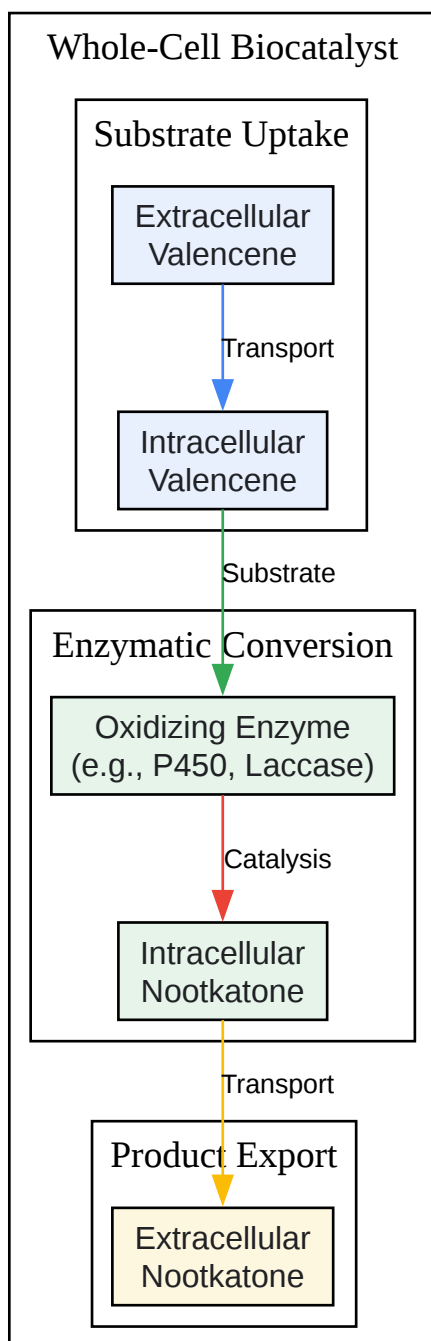 Whole-Cell Biocatalyst
Substrate Uptake
Extracellular
Valencene
Transport
Intracellular
Valencene
Substrate
Enzymatic Conversion
Oxidizing Enzyme
(e.g., P450, Laccase)
Catalysis
Intracellular
Nootkatone
Transport
Product Export
Extracellular
Nootkatone